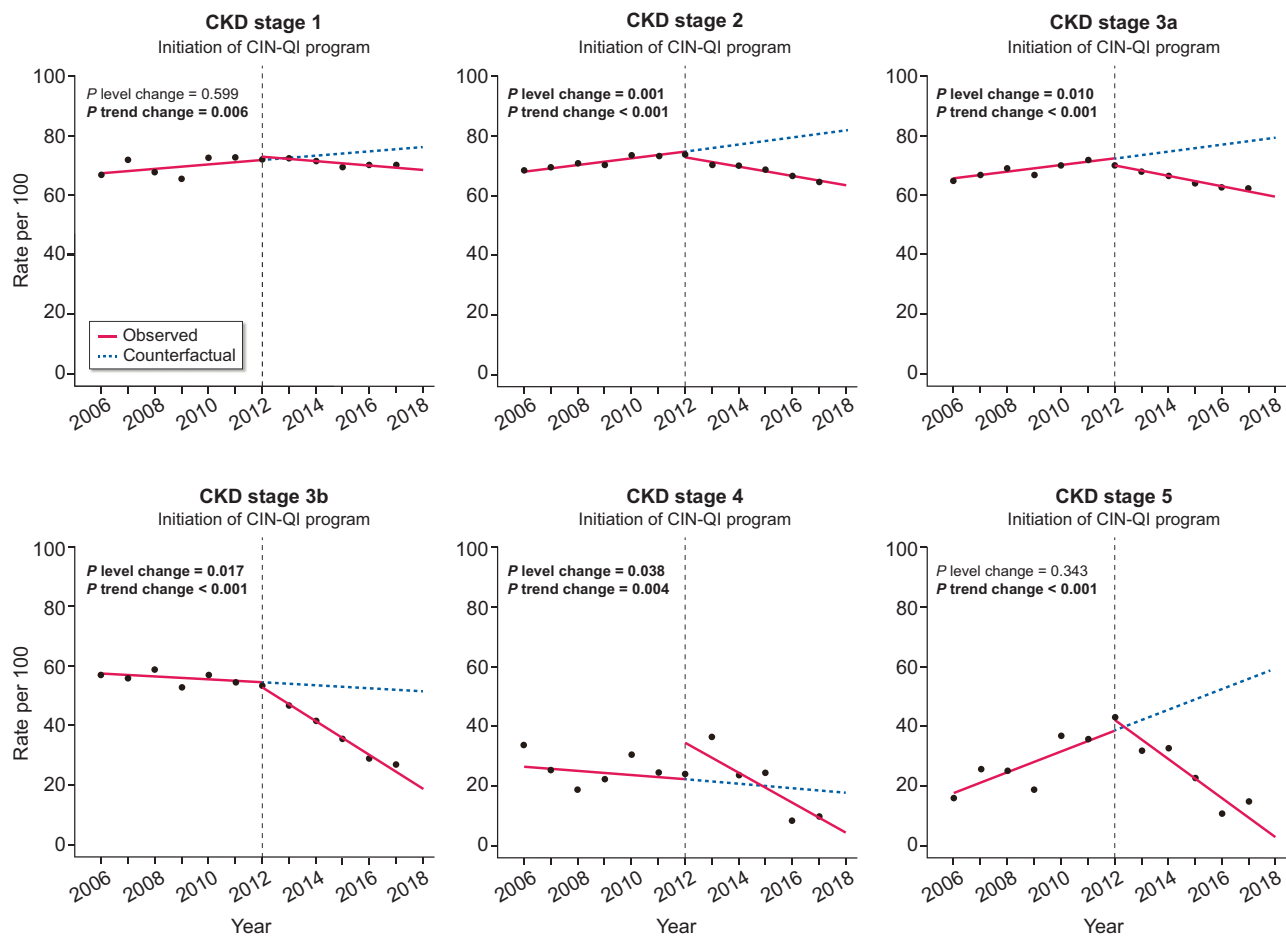 CKD stage 1
Initiation of CIN-QI program
P level change = 0.599
P trend change = 0.006
Rate per 100
100
80
60
40
20
0
Observed
Counterfactual
2006
2008
2010
2012
2014
2016
2018
CKD stage 2
Initiation of CIN-QI program
P level change = 0.001
P trend change < 0.001
100
80
60
40
20
0
2006
2008
2010
2012
2014
2016
2018
CKD stage 3a
Initiation of CIN-QI program
P level change = 0.010
P trend change < 0.001
100
80
60
40
20
0
2006
2008
2010
2012
2014
2016
2018
CKD stage 3b
Initiation of CIN-QI program
P level change = 0.017
P trend change < 0.001
Rate per 100
100
80
60
40
20
0
2006
2008
2010
2012
2014
2016
2018
Year
CKD stage 4
Initiation of CIN-QI program
P level change = 0.038
P trend change = 0.004
100
80
60
40
20
0
2006
2008
2010
2012
2014
2016
2018
Year
CKD stage 5
Initiation of CIN-QI program
P level change = 0.343
P trend change < 0.001
100
80
60
40
20
0
2006
2008
2010
2012
2014
2016
2018
Year